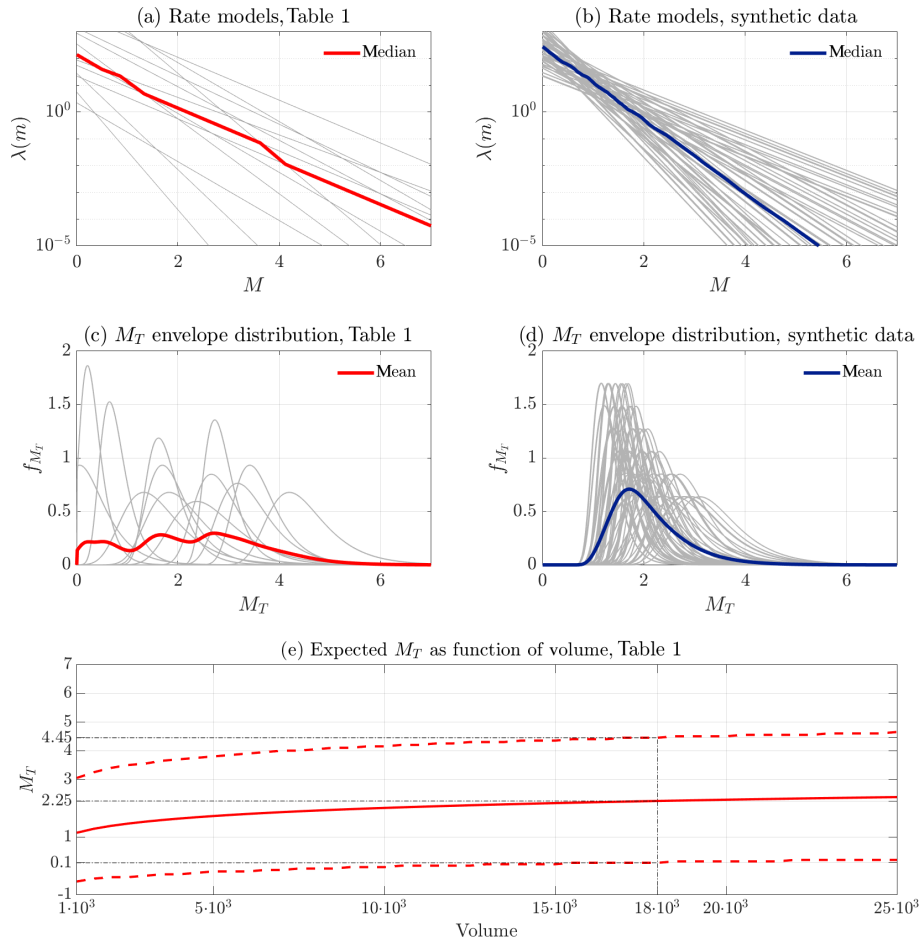 (a) Rate models, Table 1
(b) Rate models, synthetic data
Median
Median
λ(m)
10^0
10^-5
0 2 4 6
M
λ(m)
10^0
10^-5
0 2 4 6
M
(c) M_T envelope distribution, Table 1
(d) M_T envelope distribution, synthetic data
Mean
Mean
f_{M_T}
2
1.5
1
0.5
0
0 2 4 6
M_T
f_{M_T}
2
1.5
1
0.5
0
0 2 4 6
M_T
(e) Expected M_T as function of volume, Table 1
M_T
7
6
5
4.45
4
3
2.25
1
0.1
-1
1·10^3 5·10^3 10·10^3 15·10^3 18·10^3 20·10^3 25·10^3
Volume